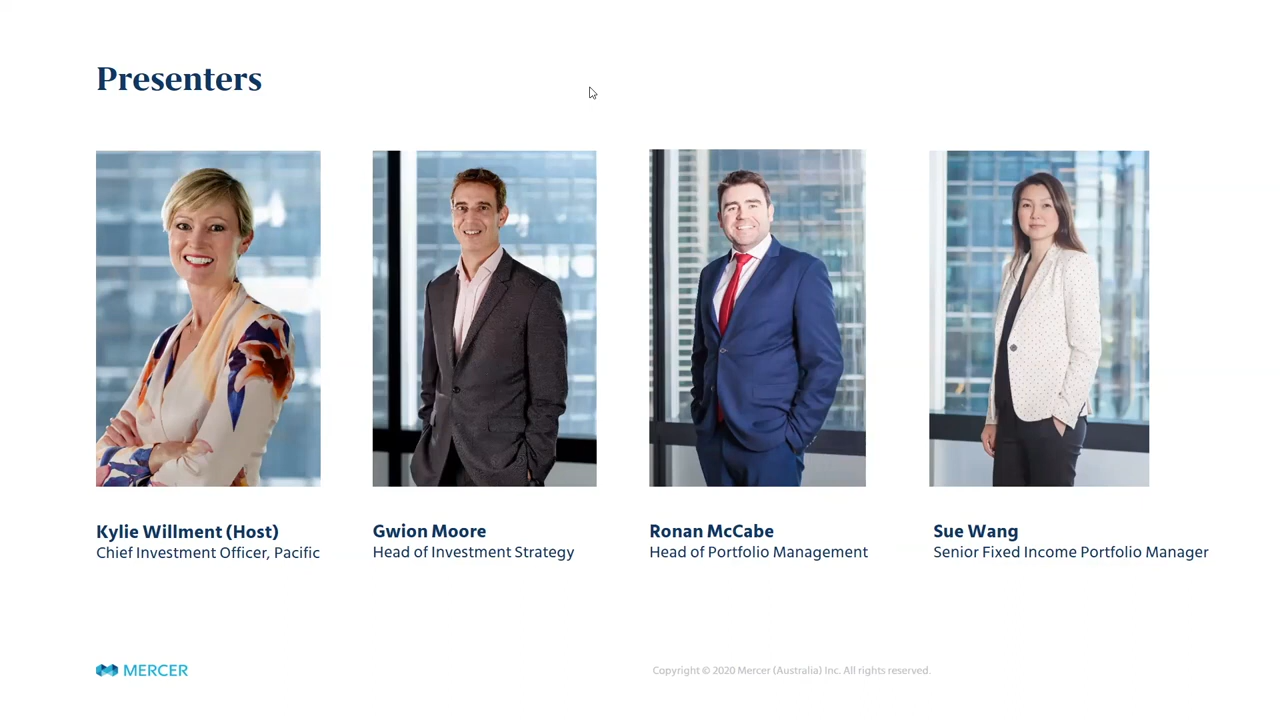 Presenters
Kylie Willment (Host)
Chief Investment Officer, Pacific
Gwion Moore
Head of Investment Strategy
Ronan McCabe
Head of Portfolio Management
Sue Wang
Senior Fixed Income Portfolio Manager
MERCER
Copyright © 2020 Mercer (Australia) Inc. All rights reserved.